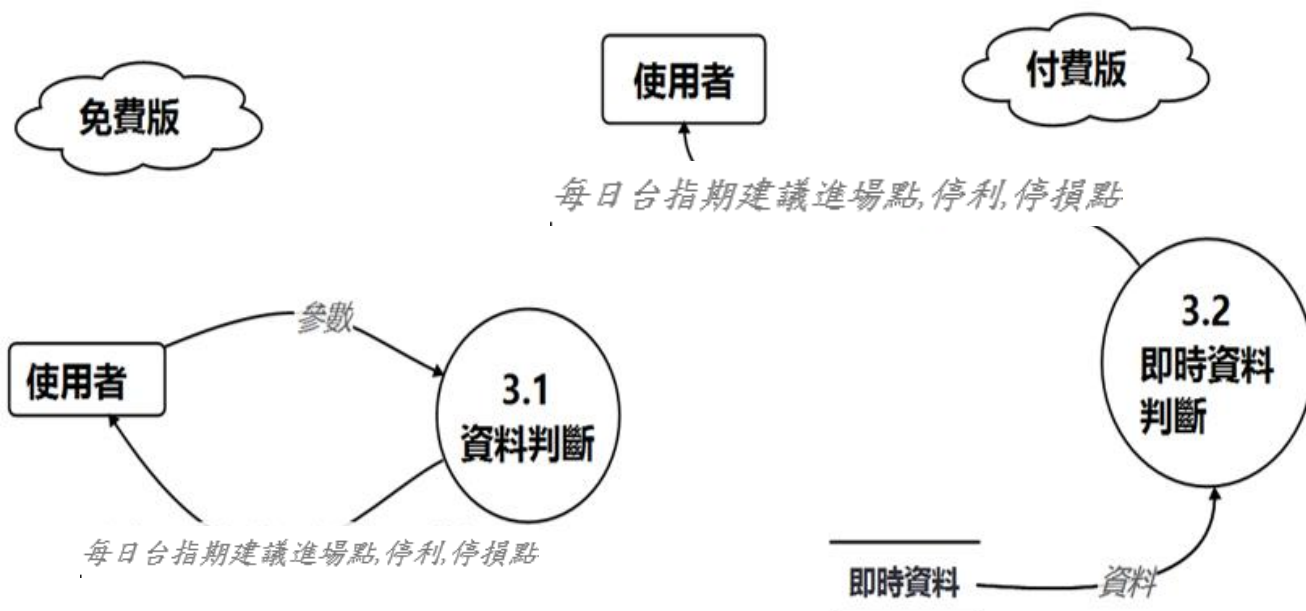 使用者
付費版
免費版
每日台指期建議進場點,停利,停損點
參數
3.2
即時資料
判斷
使用者
3.1
資料判斷
每日台指期建議進場點,停利,停損點
即時資料
資料